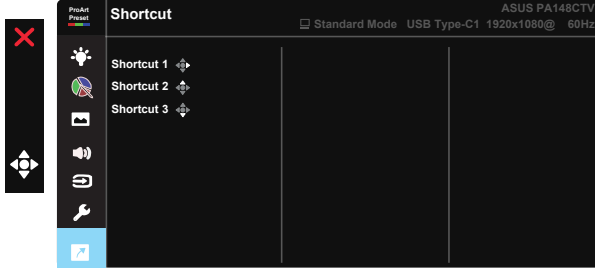 ProArt
Preset
Shortcut
ASUS PA148CTV
Standard Mode USB Type-C1 1920x1080@ 60Hz
Shortcut 1
Shortcut 2
Shortcut 3